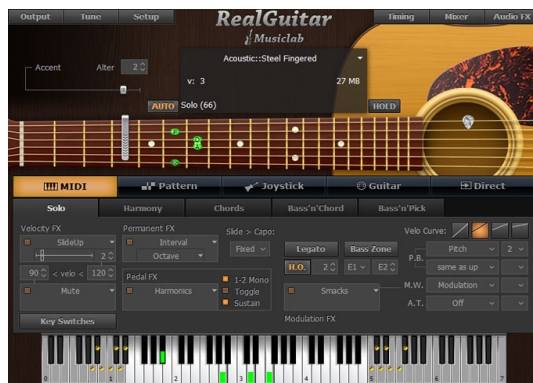 Output Tune Setup RealGuitar Timing Mixer Audio FX
Musiclab
Acoustic::Steel Fingered
Accent Alter 2
v: 3 27 MB
AUTO Solo (66) HOLD
MIDI Pattern Joystick Guitar Direct
Solo Harmony Chords Bass'n'Chord Bass'n'Pick
Velocity FX Permanent FX Slide > Capo: Velo Curve:
SlideUp Interval Fixed Legato Bass Zone P.B. Pitch 2
2 Octave same as up
90 < velo < 120 Pedal FX 1-2 Mono H.O. 2 E1 E2
Mute Harmonics Toggle Smacks M.W. Modulation
Sustain A.T. Off
Key Switches Modulation FX
0 1 2 3 4 5 6 7